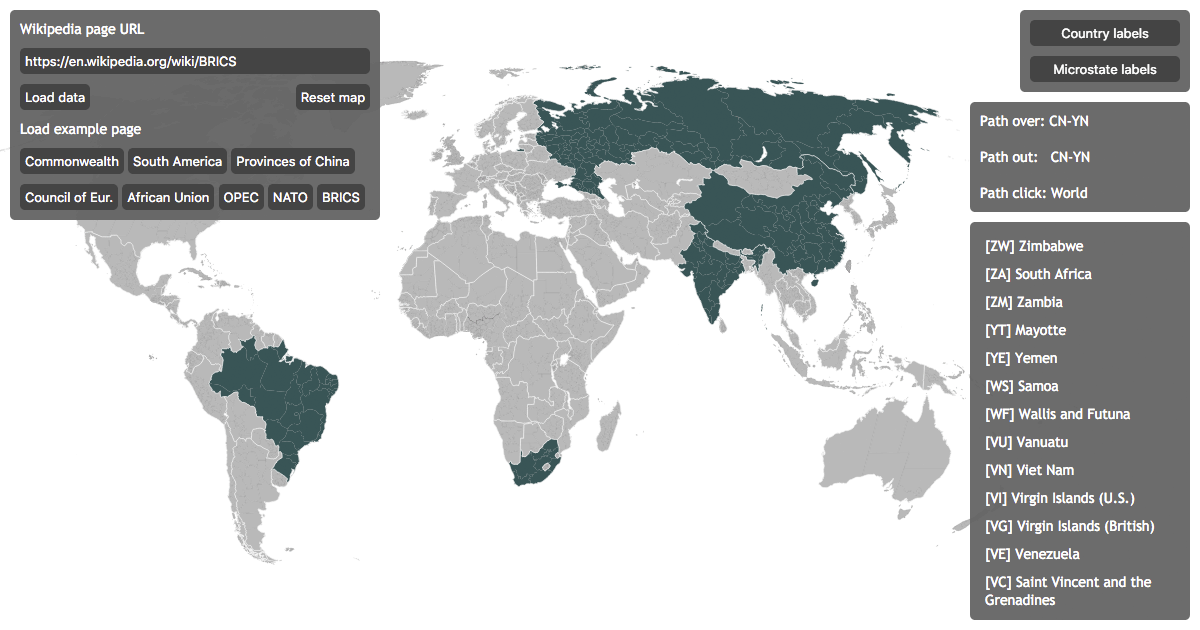 Wikipedia page URL
https://en.wikipedia.org/wiki/BRICS
Load data Reset map
Load example page
Commonwealth South America Provinces of China
Council of Eur. African Union OPEC NATO BRICS
Country labels
Microstate labels
Path over: CN-YN
Path out: CN-YN
Path click: World
[ZW] Zimbabwe
[ZA] South Africa
[ZM] Zambia
[YT] Mayotte
[YE] Yemen
[WS] Samoa
[WF] Wallis and Futuna
[VU] Vanuatu
[VN] Viet Nam
[VI] Virgin Islands (U.S.)
[VG] Virgin Islands (British)
[VE] Venezuela
[VC] Saint Vincent and the
Grenadines